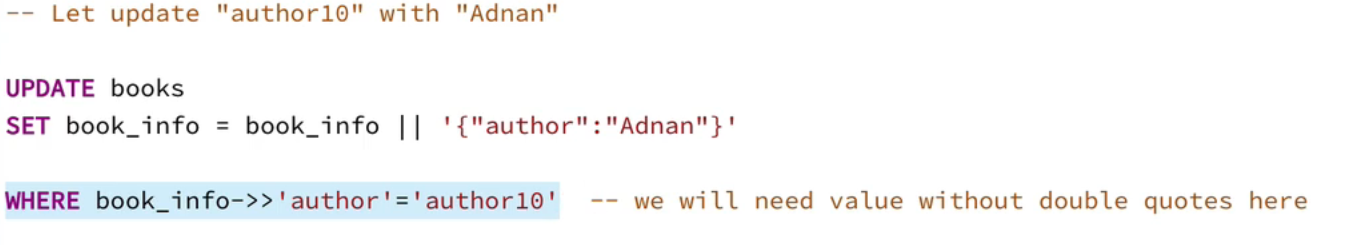 -- Let update "author10" with "Adnan"
UPDATE books
SET book_info = book_info || '{"author":"Adnan"}'
WHERE book_info->>'author'='author10'  -- we will need value without double quotes here